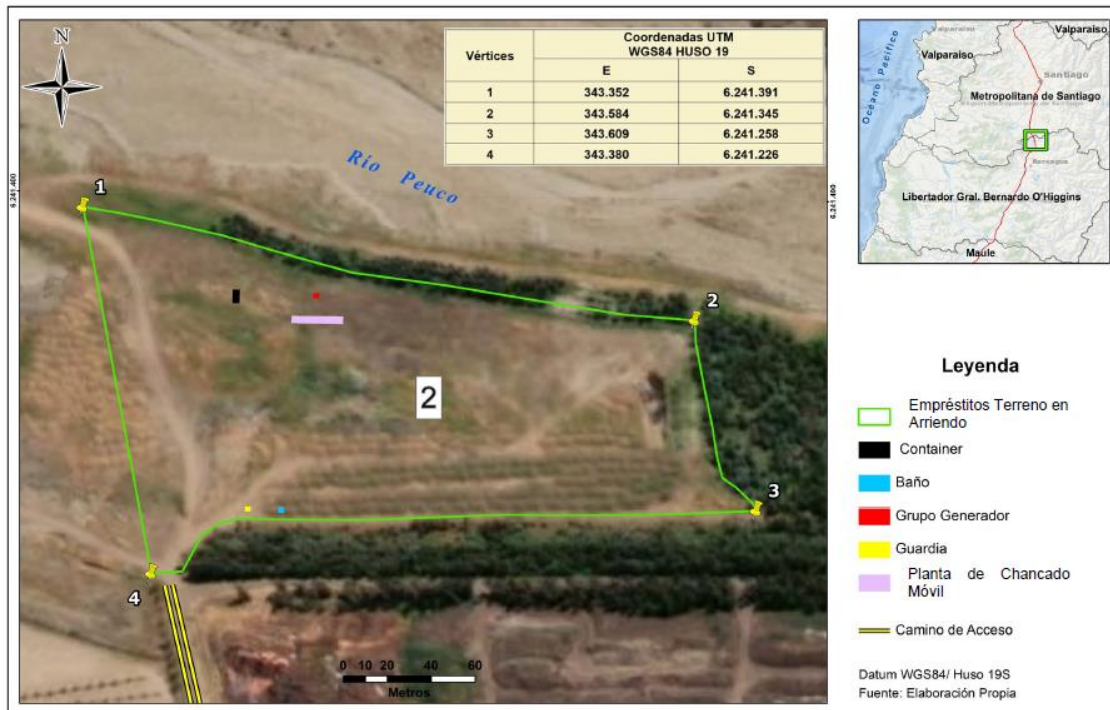 N
Vértices
Coordenadas UTM
WGS84 HUSO 19
E
S
1 343.352 6.241.391
2 343.584 6.241.345
3 343.609 6.241.258
4 343.380 6.241.226
Río Peuco
6.241.400
6.241.400
1
2
2
3
4
0 10 20 40 60
Metros
Océano Pacífico
Valparaiso
Valparaiso
Valparaiso
Santiago
Metropolitana de Santiago
Rancagua
Libertador Gral. Bernardo O'Higgins
Maule
Leyenda
Empréstitos Terreno en
Arriendo
Container
Baño
Grupo Generador
Guardia
Planta de Chancado
Móvil
Camino de Acceso
Datum WGS84/ Huso 19S
Fuente: Elaboración Propia